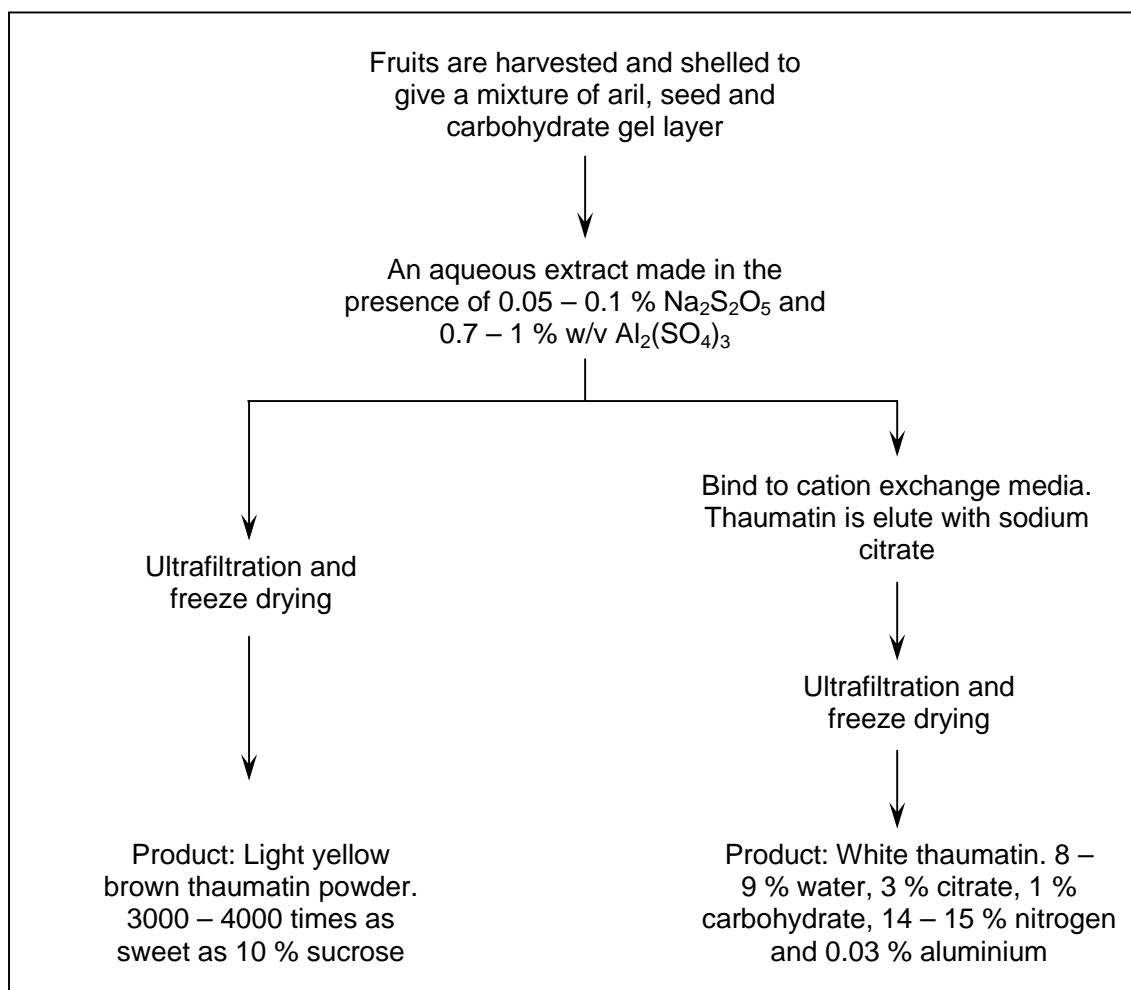 Fruits are harvested and shelled to
give a mixture of aril, seed and
carbohydrate gel layer
An aqueous extract made in the
presence of 0.05 – 0.1 % Na₂S₂O₅ and
0.7 – 1 % w/v Al₂(SO₄)₃
Ultrafiltration and
freeze drying
Product: Light yellow
brown thaumatin powder.
3000 – 4000 times as
sweet as 10 % sucrose
Bind to cation exchange media.
Thaumatin is elute with sodium
citrate
Ultrafiltration and
freeze drying
Product: White thaumatin. 8 –
9 % water, 3 % citrate, 1 %
carbohydrate, 14 – 15 % nitrogen
and 0.03 % aluminium